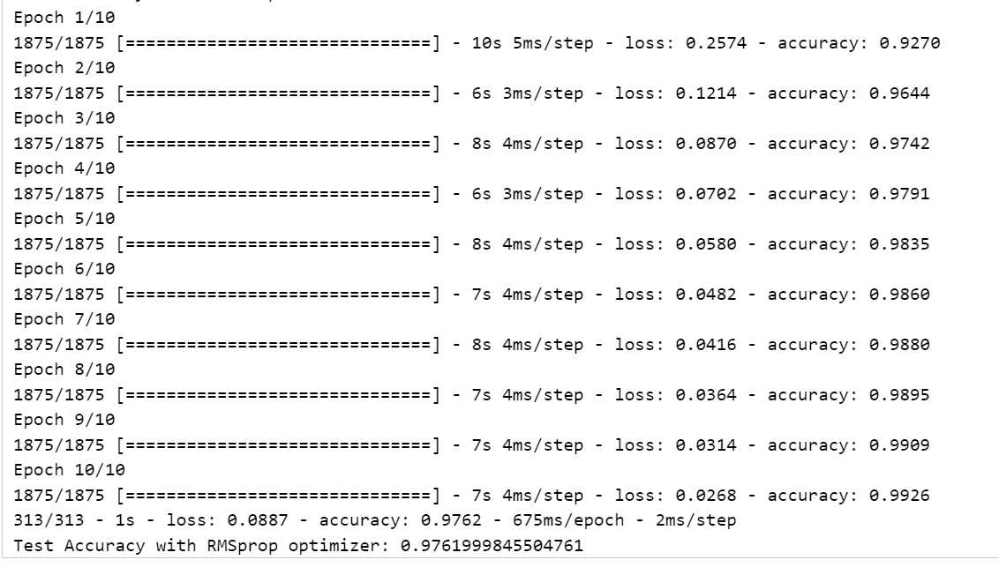 Epoch 1/10
1875/1875 [==============================] - 10s 5ms/step - loss: 0.2574 - accuracy: 0.9270
Epoch 2/10
1875/1875 [==============================] - 6s 3ms/step - loss: 0.1214 - accuracy: 0.9644
Epoch 3/10
1875/1875 [==============================] - 8s 4ms/step - loss: 0.0870 - accuracy: 0.9742
Epoch 4/10
1875/1875 [==============================] - 6s 3ms/step - loss: 0.0702 - accuracy: 0.9791
Epoch 5/10
1875/1875 [==============================] - 8s 4ms/step - loss: 0.0580 - accuracy: 0.9835
Epoch 6/10
1875/1875 [==============================] - 7s 4ms/step - loss: 0.0482 - accuracy: 0.9860
Epoch 7/10
1875/1875 [==============================] - 8s 4ms/step - loss: 0.0416 - accuracy: 0.9880
Epoch 8/10
1875/1875 [==============================] - 7s 4ms/step - loss: 0.0364 - accuracy: 0.9895
Epoch 9/10
1875/1875 [==============================] - 7s 4ms/step - loss: 0.0314 - accuracy: 0.9909
Epoch 10/10
1875/1875 [==============================] - 7s 4ms/step - loss: 0.0268 - accuracy: 0.9926
313/313 - 1s - loss: 0.0887 - accuracy: 0.9762 - 675ms/epoch - 2ms/step
Test Accuracy with RMSprop optimizer: 0.9761999845504761